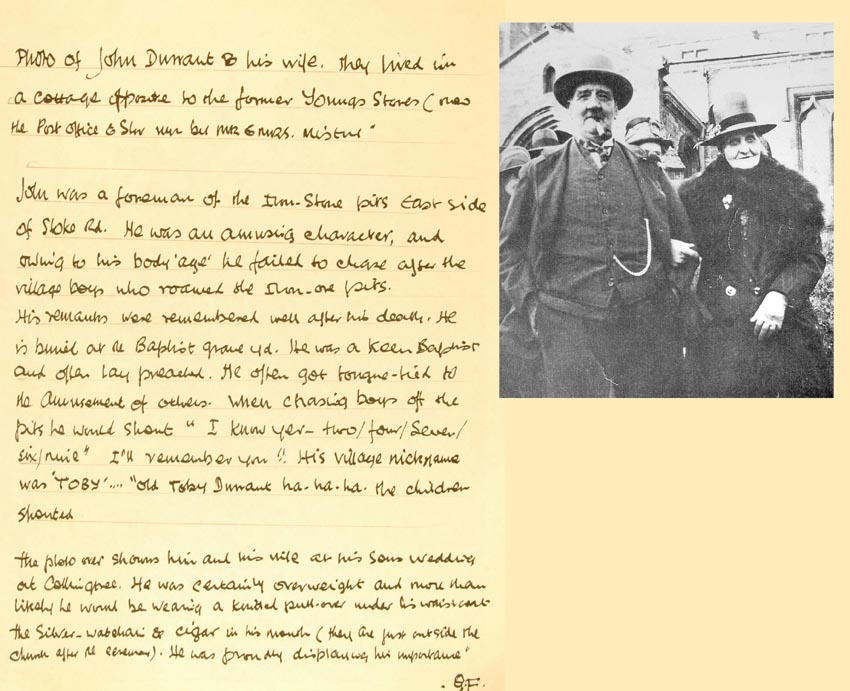 Photo of John Durrant & his wife. They lived in
a cottage opposite to the former Youngs Stores (now
the Post Office & Stor run by MR & MRS. Mistry"
John was a foreman of the Iron-Stone pits East side
of Stoke Rd. He was an amusing character, and
owing to his body 'age' he failed to chase after the
village boys who roamed the Iron-ore pits.
His remarks were remembered well after his death. He
is buried at the Baptist grave yd. He was a keen Baptist
and often lay preached. He often got tongue-tied to
the Amusement of others. When chasing boys off the
pits he would shout " I know yer - two/four/seven/
six/nine" I'll remember you". His village nickname
was 'TOBY'.... "old Toby Durrant ha-ha-ha. the children
shouted
the photo over shows him and his wife at his sons wedding
at Collingtree. He was certainly overweight and more than
likely he would be wearing a knitted pull-over under his waistcoat.
the Silver-watchain & cigar in his mouth (they are just outside the
church after the ceremony). He was proudly displaying his importance"
. G.F.